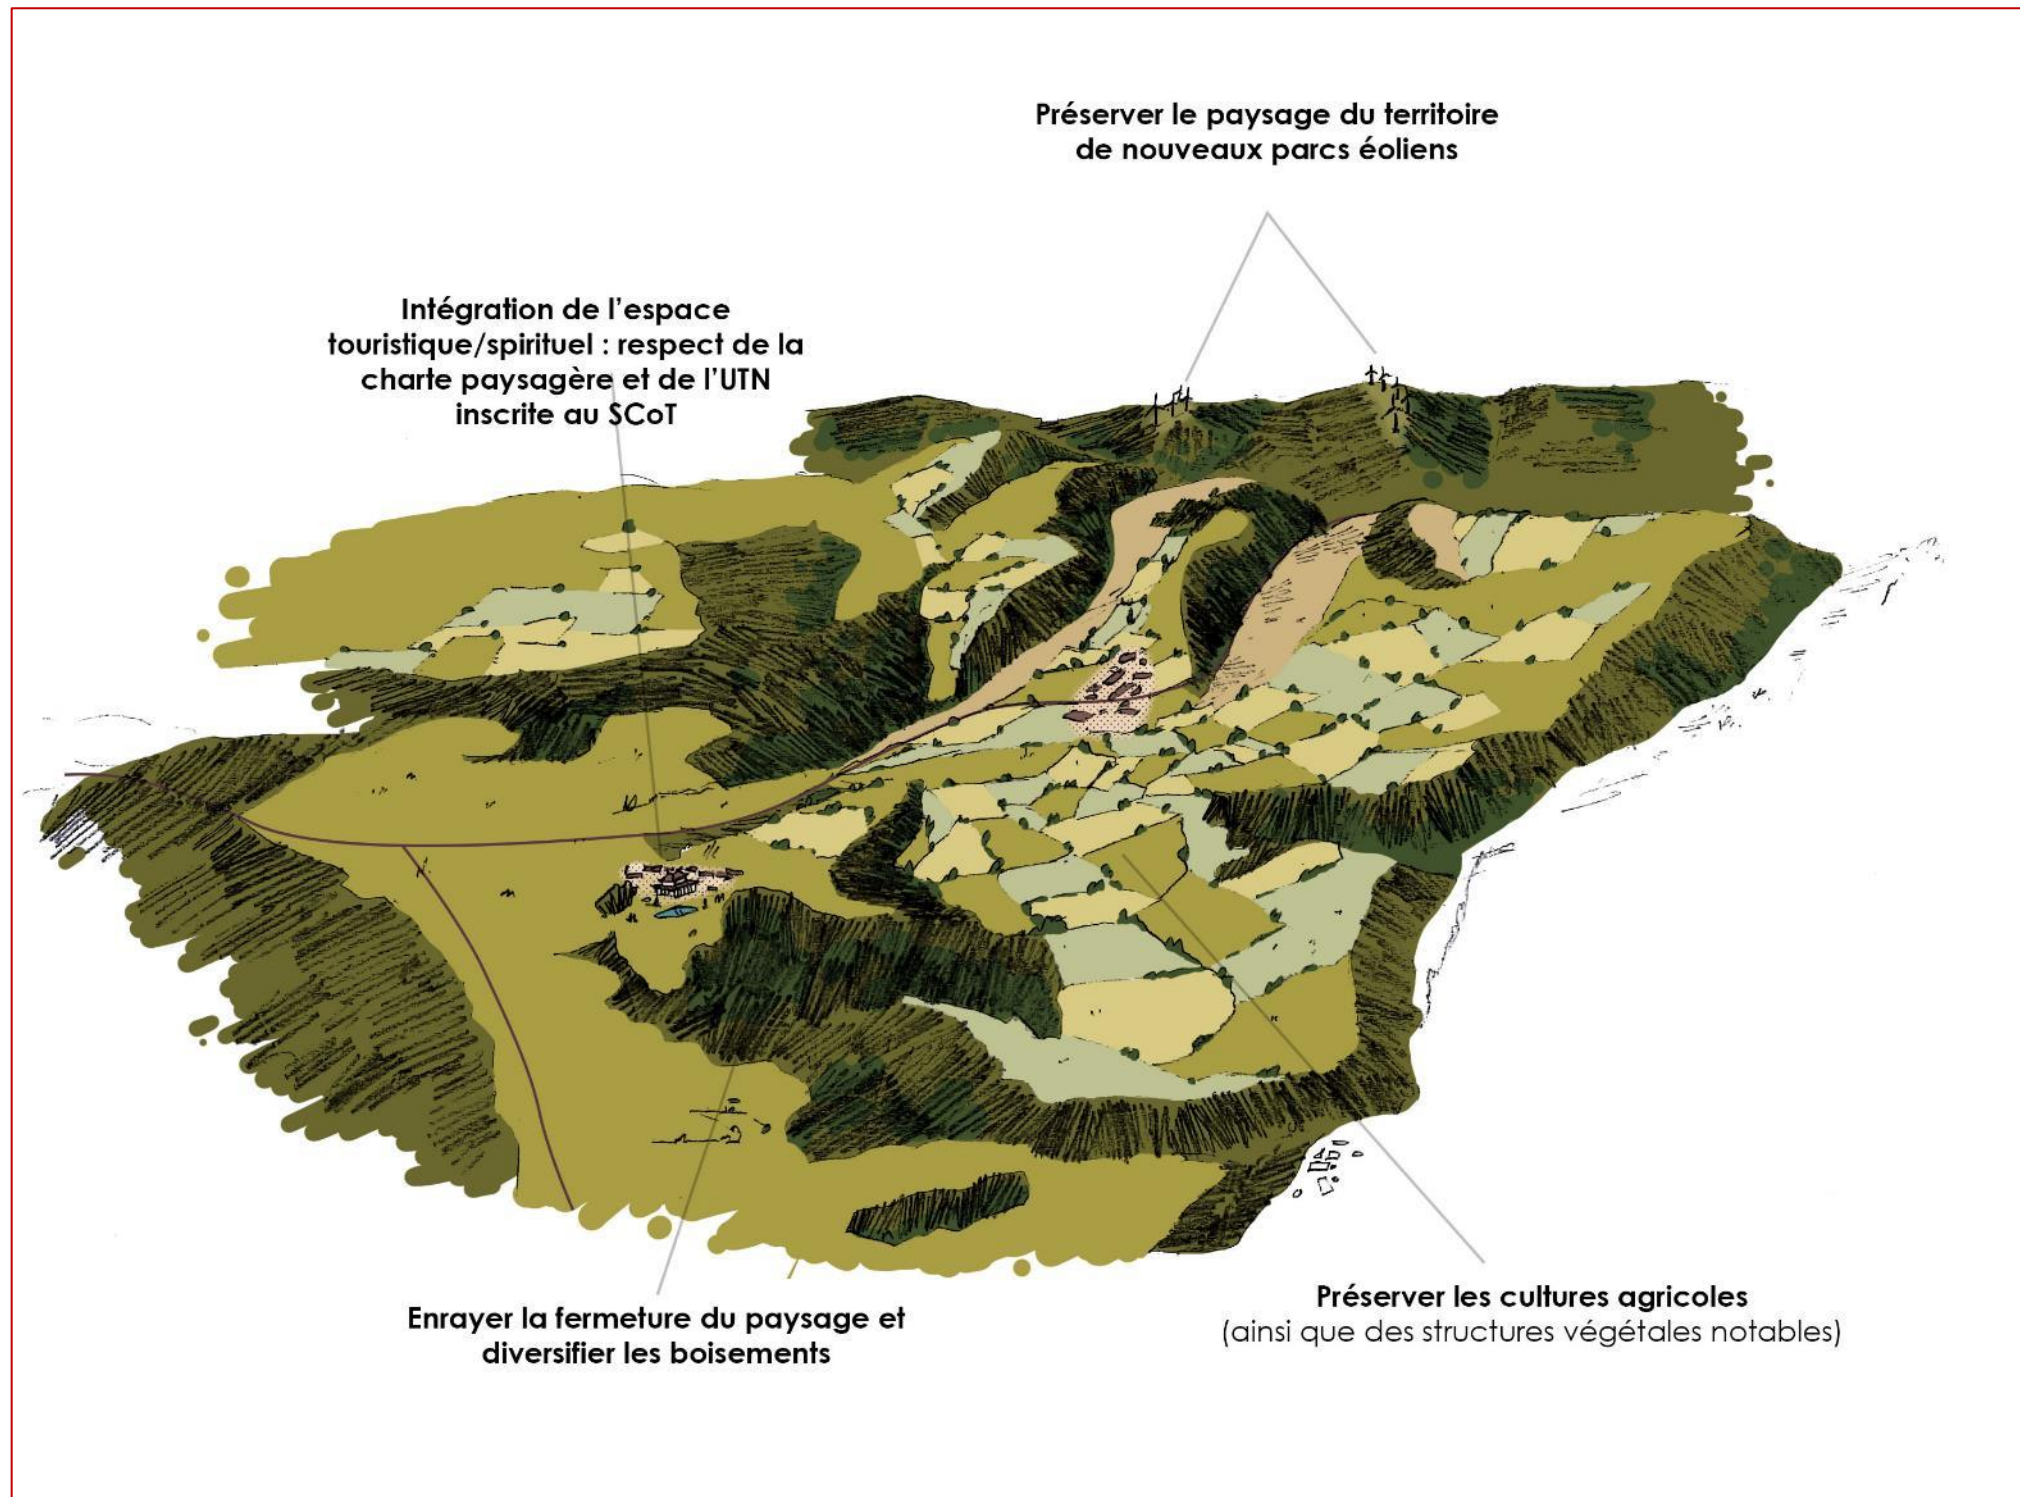 Préserver le paysage du territoire
de nouveaux parcs éoliens
Intégration de l'espace
touristique/spirituel : respect de la
charte paysagère et de l'UTN
inscrite au SCoT
Enrayer la fermeture du paysage et
diversifier les boisements
Préserver les cultures agricoles
(ainsi que des structures végétales notables)